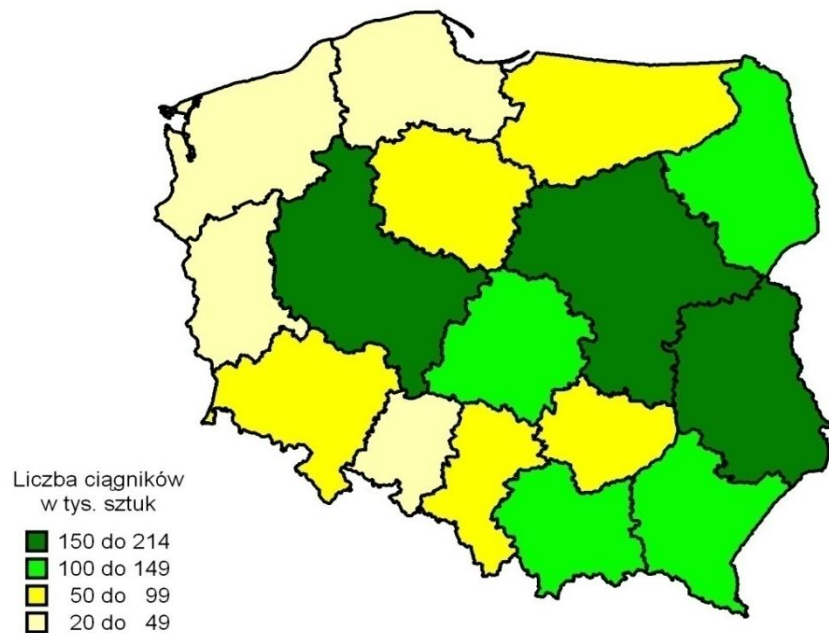 Liczba ciągników
w tys. sztuk
150 do 214
100 do 149
50 do 99
20 do 49